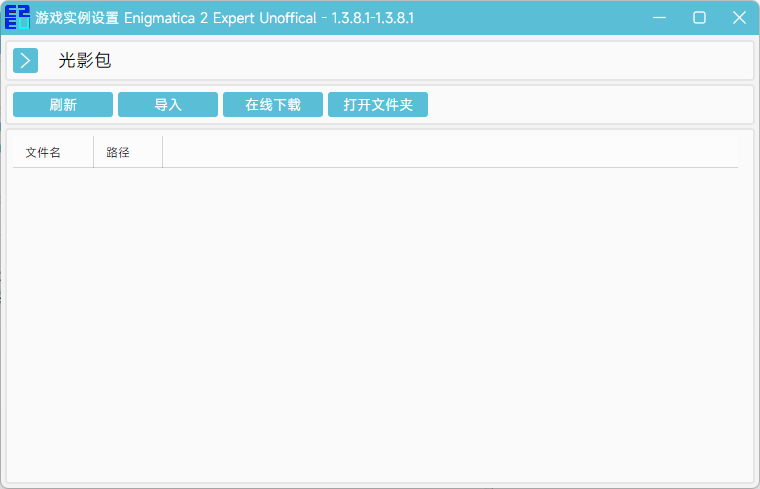 E2EU 游戏实例设置 Enigmatica 2 Expert Unoffical - 1.3.8.1-1.3.8.1
光影包
刷新 导入 在线下载 打开文件夹
文件名 路径